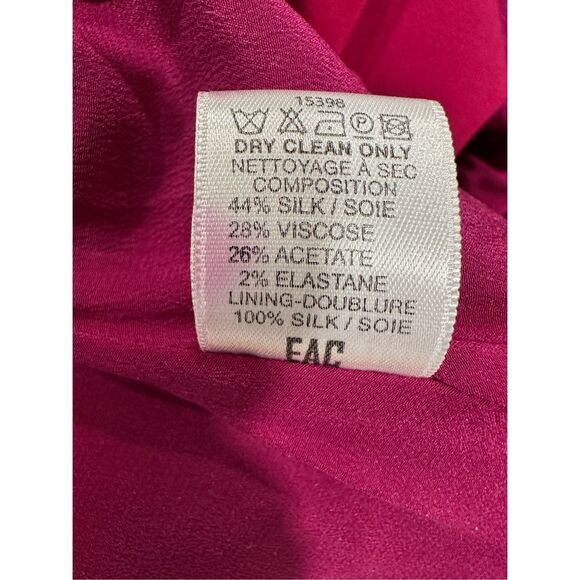 15398
DRY CLEAN ONLY
NETTOYAGE À SEC
COMPOSITION
44% SILK / SOIE
28% VISCOSE
26% ACETATE
2% ELASTANE
LINING-DOUBLURE
100% SILK / SOIE
EAC